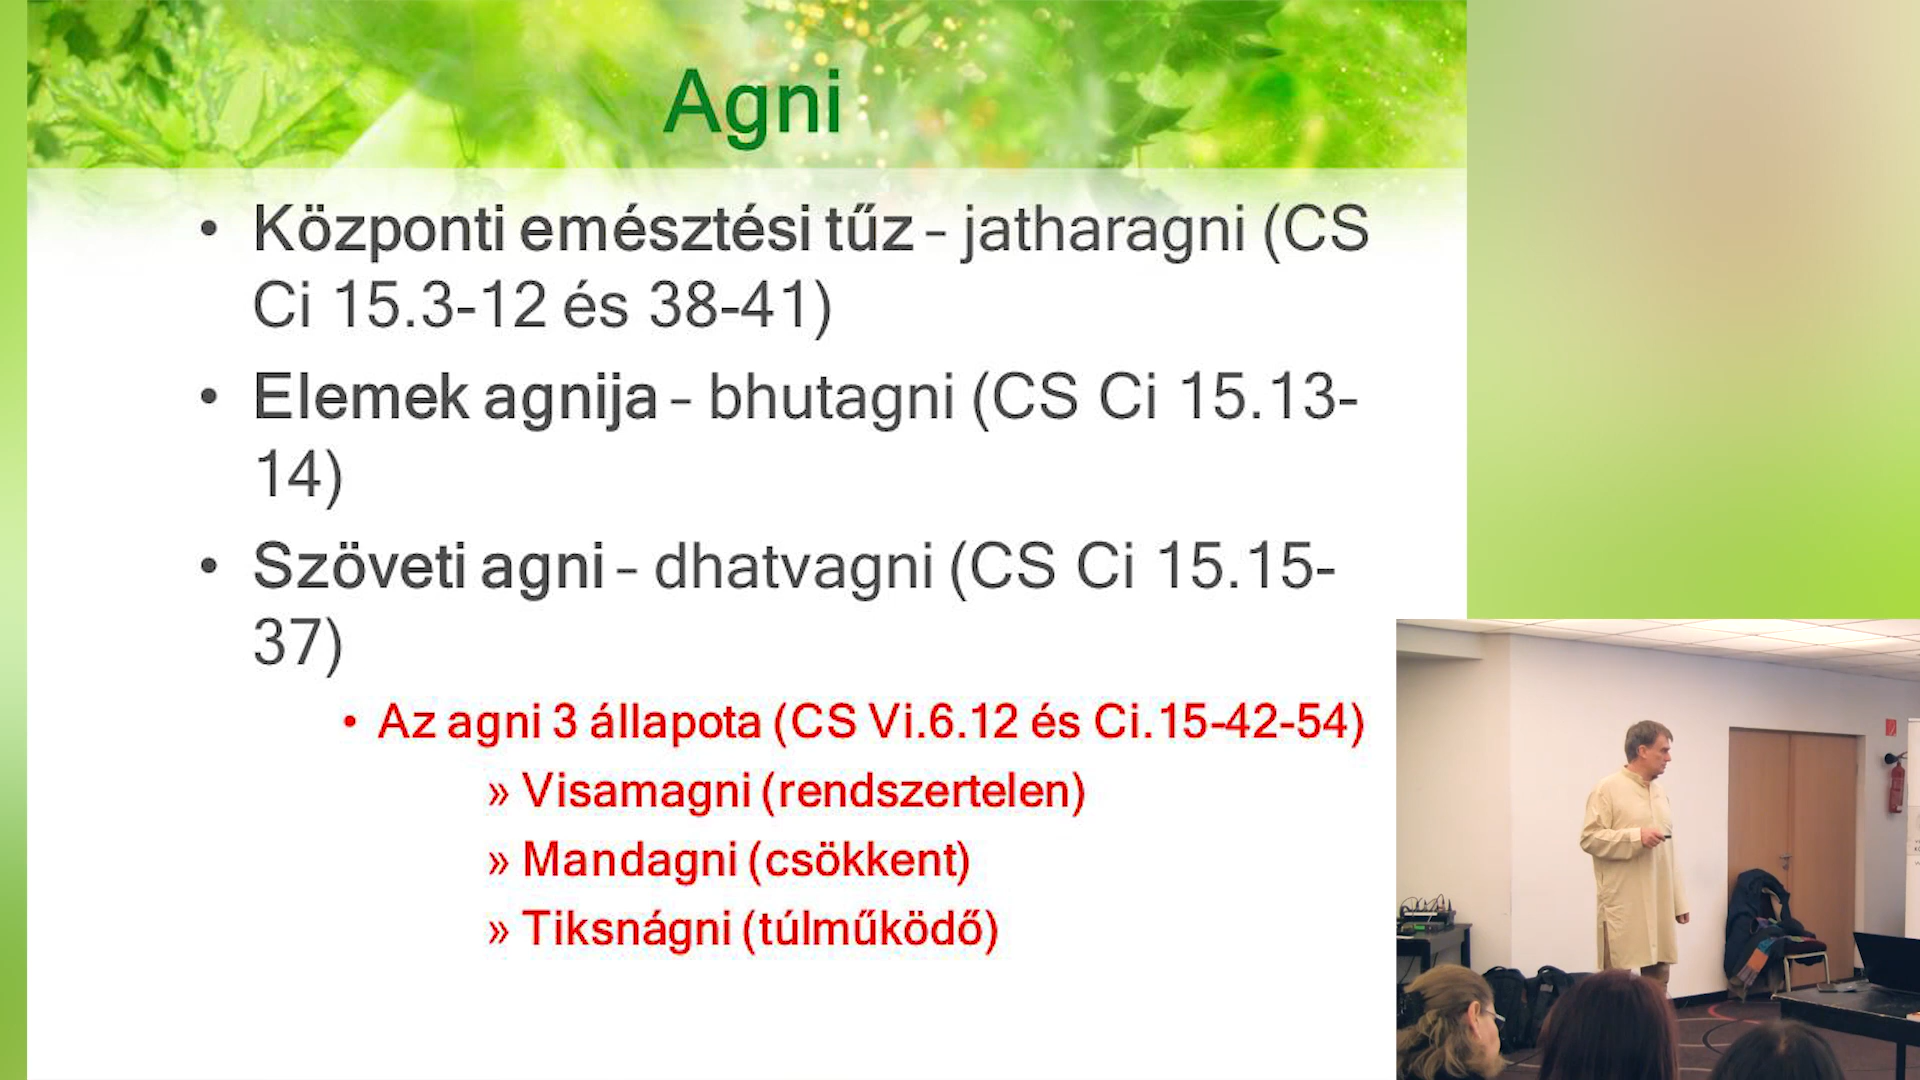 Agni
• Központi emésztési tűz – jatharagni (CS
Ci 15.3-12 és 38-41)
• Elemek agnija – bhutagni (CS Ci 15.13-
14)
• Szöveti agni – dhatvagni (CS Ci 15.15-
37)
• Az agni 3 állapota (CS Vi.6.12 és Ci.15-42-54)
» Visamagni (rendszertelen)
» Mandagni (csökkent)
» Tiksnágni (túlműködő)